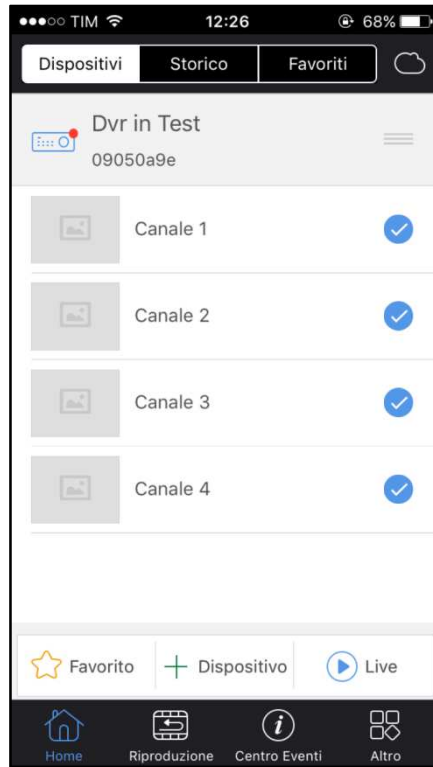 TIM 12:26 68%
Dispositivi Storico Favoriti
Dvr in Test
09050a9e
Canale 1
Canale 2
Canale 3
Canale 4
Favorito Dispositivo Live
Home Riproduzione Centro Eventi Altro